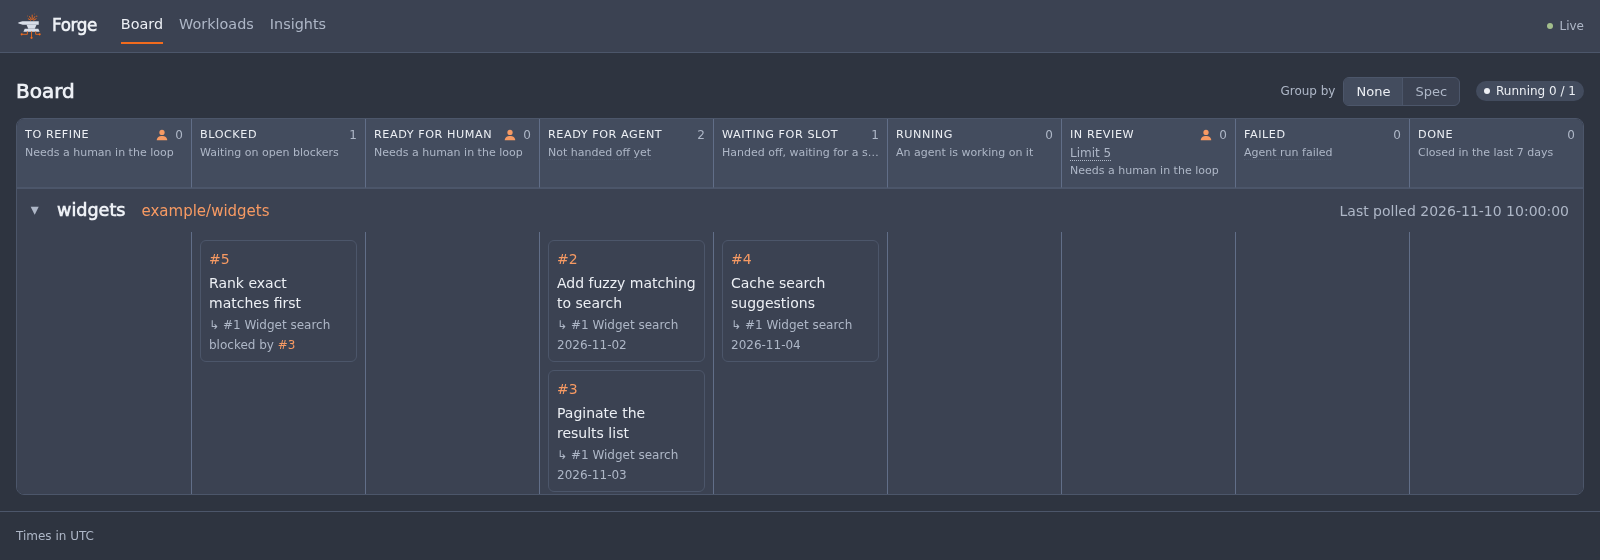 Forge Board Workloads Insights Live
Board Group by None Spec Running 0 / 1
TO REFINE 0 BLOCKED 1 READY FOR HUMAN 0 READY FOR AGENT 2 WAITING FOR SLOT 1 RUNNING 0 IN REVIEW 0 FAILED 0 DONE 0
Needs a human in the loop Waiting on open blockers Needs a human in the loop Not handed off yet Handed off, waiting for a s... An agent is working on it Limit 5 Agent run failed Closed in the last 7 days
Needs a human in the loop
▼ widgets example/widgets Last polled 2026-11-10 10:00:00
#5
Rank exact
matches first
↳ #1 Widget search
blocked by #3
#2
Add fuzzy matching
to search
↳ #1 Widget search
2026-11-02
#3
Paginate the
results list
↳ #1 Widget search
2026-11-03
#4
Cache search
suggestions
↳ #1 Widget search
2026-11-04
Times in UTC